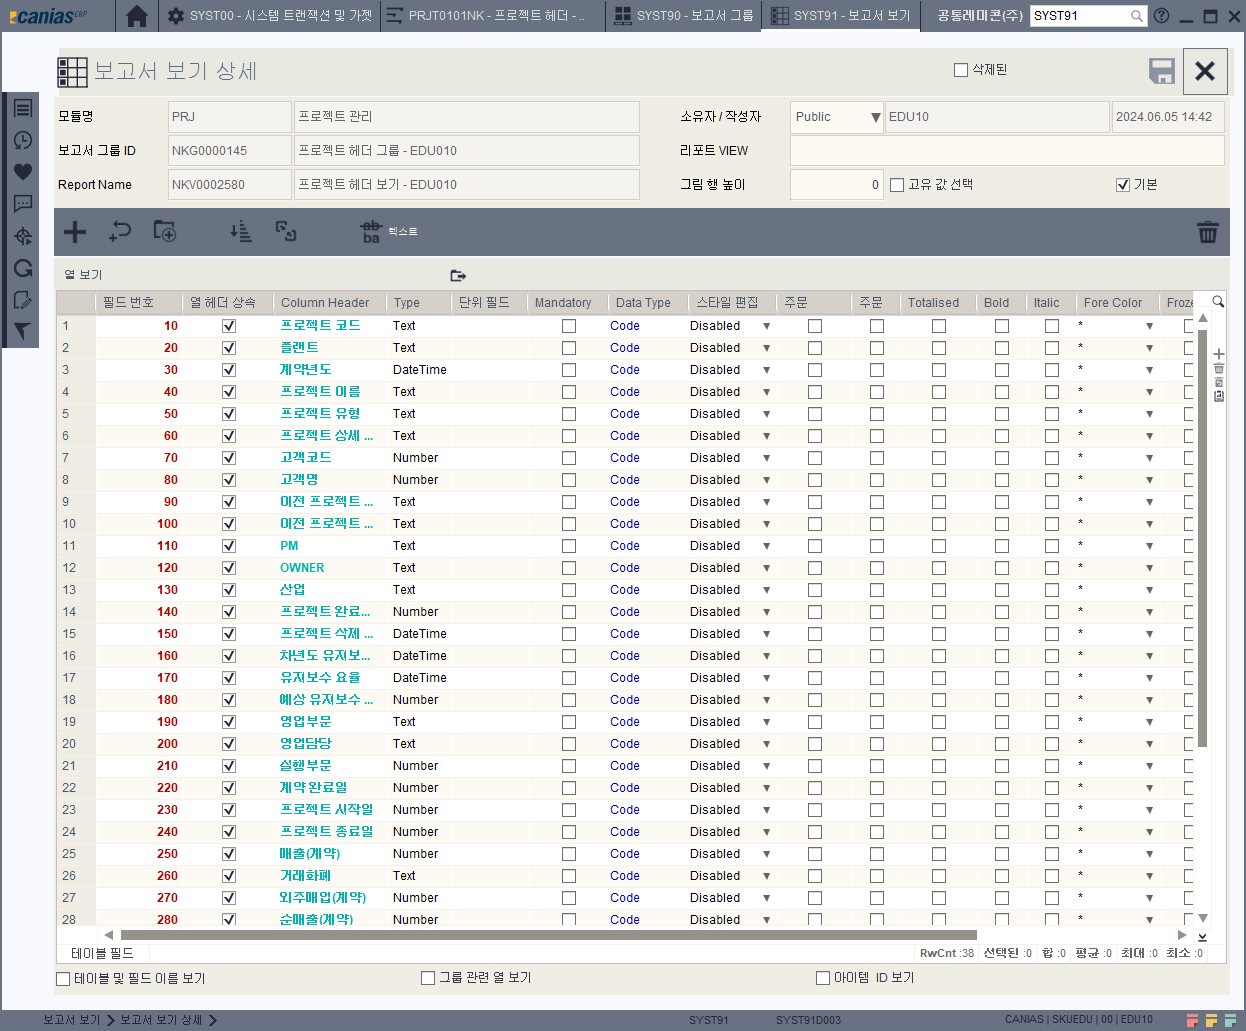 canias ERP
SYST00 - 시스템 트랜잭션 및 가젯
PRJT0101NK - 프로젝트 헤더 - ..
SYST90 - 보고서 그룹
SYST91 - 보고서 보기
공통레미콘(주)
SYST91
보고서 보기 상세
삭제된
모듈명 PRJ 프로젝트 관리 소유자 / 작성자 Public EDU10 2024.06.05 14:42
보고서 그룹 ID NKG0000145 프로젝트 헤더 그룹 - EDU010 리포트 VIEW
Report Name NKV0002580 프로젝트 헤더 보기 - EDU010 그림 행 높이 0 고유 값 선택 기본
ab ba 텍스트
열 보기
필드 번호 열 헤더 상속 Column Header Type 단위 필드 Mandatory Data Type 스타일 편집 주문 주문 Totalised Bold Italic Fore Color Froze
1 10 프로젝트 코드 Text Code Disabled *
2 20 플랜트 Text Code Disabled *
3 30 계약년도 DateTime Code Disabled *
4 40 프로젝트 이름 Text Code Disabled *
5 50 프로젝트 유형 Text Code Disabled *
6 60 프로젝트 상세 ... Text Code Disabled *
7 70 고객코드 Number Code Disabled *
8 80 고객명 Number Code Disabled *
9 90 이전 프로젝트 ... Text Code Disabled *
10 100 이전 프로젝트 ... Text Code Disabled *
11 110 PM Text Code Disabled *
12 120 OWNER Text Code Disabled *
13 130 산업 Text Code Disabled *
14 140 프로젝트 완료... Number Code Disabled *
15 150 프로젝트 삭제 ... DateTime Code Disabled *
16 160 차년도 유지보... DateTime Code Disabled *
17 170 유지보수 요율 DateTime Code Disabled *
18 180 예상 유지보수 ... Number Code Disabled *
19 190 영업부문 Text Code Disabled *
20 200 영업담당 Text Code Disabled *
21 210 실행부문 Number Code Disabled *
22 220 계약완료일 Number Code Disabled *
23 230 프로젝트 시작일 Number Code Disabled *
24 240 프로젝트 종료일 Number Code Disabled *
25 250 매출(계약) Number Code Disabled *
26 260 거래화폐 Text Code Disabled *
27 270 외주매입(계약) Number Code Disabled *
28 280 순매출(계약) Number Code Disabled *
테이블 필드 RwCnt :38 선택된 :0 합 :0 평균 :0 최대 :0 최소 :0
테이블 및 필드 이름 보기 그룹 관련 열 보기 아이템 ID 보기
보고서 보기 보고서 보기 상세 SYST91 SYST91D003 CANIAS | SKUEDU | 00 | EDU10